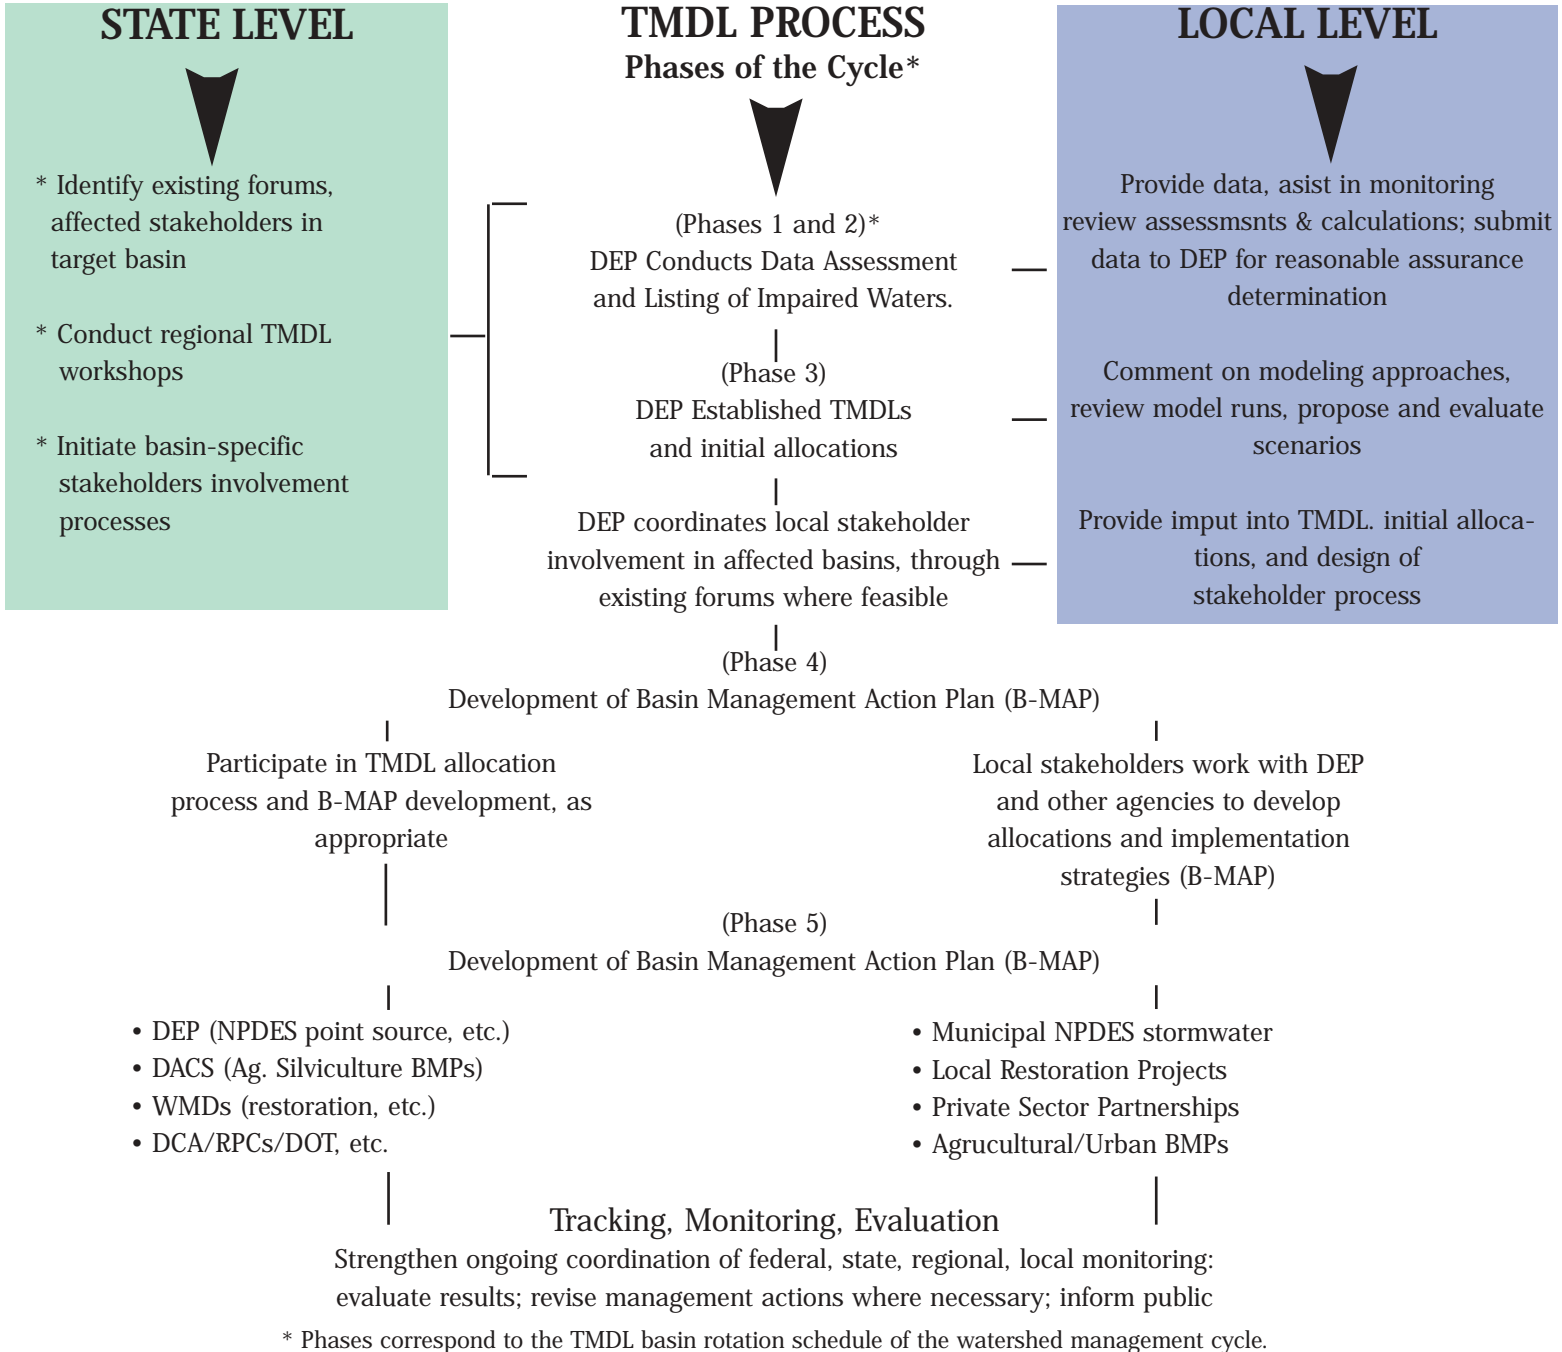 STATE LEVEL
* Identify existing forums,
affected stakeholders in
target basin
* Conduct regional TMDL
workshops
* Initiate basin-specific
stakeholders involvement
processes
TMDL PROCESS
Phases of the Cycle*
(Phases 1 and 2)*
DEP Conducts Data Assessment
and Listing of Impaired Waters.
(Phase 3)
DEP Established TMDLs
and initial allocations
DEP coordinates local stakeholder
involvement in affected basins, through
existing forums where feasible
LOCAL LEVEL
Provide data, asist in monitoring
review assessmsnts & calculations; submit
data to DEP for reasonable assurance
determination
Comment on modeling approaches,
review model runs, propose and evaluate
scenarios
Provide imput into TMDL. initial alloca-
tions, and design of
stakeholder process
(Phase 4)
Development of Basin Management Action Plan (B-MAP)
Participate in TMDL allocation
process and B-MAP development, as
appropriate
Local stakeholders work with DEP
and other agencies to develop
allocations and implementation
strategies (B-MAP)
(Phase 5)
Development of Basin Management Action Plan (B-MAP)
• DEP (NPDES point source, etc.)
• DACS (Ag. Silviculture BMPs)
• WMDs (restoration, etc.)
• DCA/RPCs/DOT, etc.
• Municipal NPDES stormwater
• Local Restoration Projects
• Private Sector Partnerships
• Agrucultural/Urban BMPs
Tracking, Monitoring, Evaluation
Strengthen ongoing coordination of federal, state, regional, local monitoring:
evaluate results; revise management actions where necessary; inform public
* Phases correspond to the TMDL basin rotation schedule of the watershed management cycle.